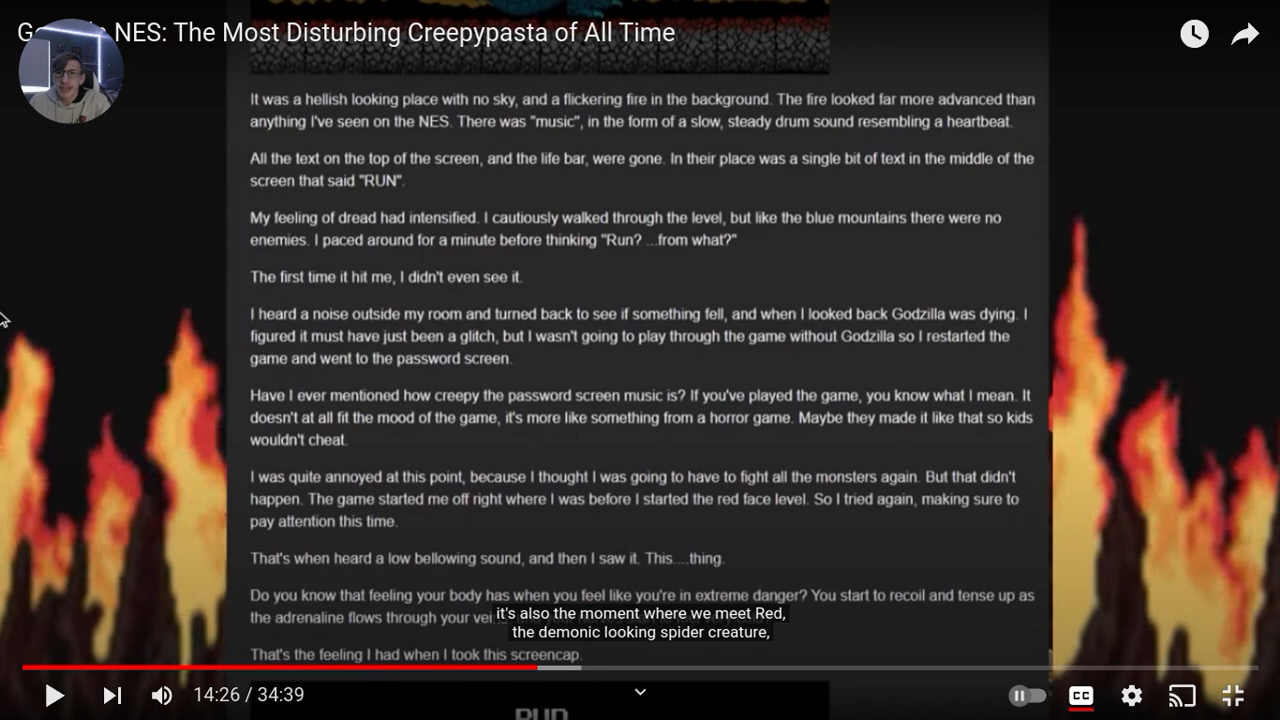 NES: The Most Disturbing Creepypasta of All Time
It was a hellish looking place with no sky, and a flickering fire in the background. The fire looked far more advanced than
anything I've seen on the NES. There was "music", in the form of a slow, steady drum sound resembling a heartbeat.
All the text on the top of the screen, and the life bar, were gone. In their place was a single bit of text in the middle of the
screen that said "RUN".
My feeling of dread had intensified. I cautiously walked through the level, but like the blue mountains there were no
enemies. I paced around for a minute before thinking "Run? ...from what?"
The first time it hit me, I didn't even see it.
I heard a noise outside my room and turned back to see if something fell, and when I looked back Godzilla was dying. I
figured it must have just been a glitch, but I wasn't going to play through the game without Godzilla so I restarted the
game and went to the password screen.
Have I ever mentioned how creepy the password screen music is? If you've played the game, you know what I mean. It
doesn't at all fit the mood of the game, it's more like something from a horror game. Maybe they made it like that so kids
wouldn't cheat.
I was quite annoyed at this point, because I thought I was going to have to fight all the monsters again. But that didn't
happen. The game started me off right where I was before I started the red face level. So I tried again, making sure to
pay attention this time.
That's when heard a low bellowing sound, and then I saw it. This....thing.
Do you know that feeling your body has when you feel like you're in extreme danger? You start to recoil and tense up as
the adrenaline flows through your
it's also the moment where we meet Red,
the demonic looking spider creature,
That's the feeling I had when I took this screencap.
14:26 / 34:39
CC
RUN